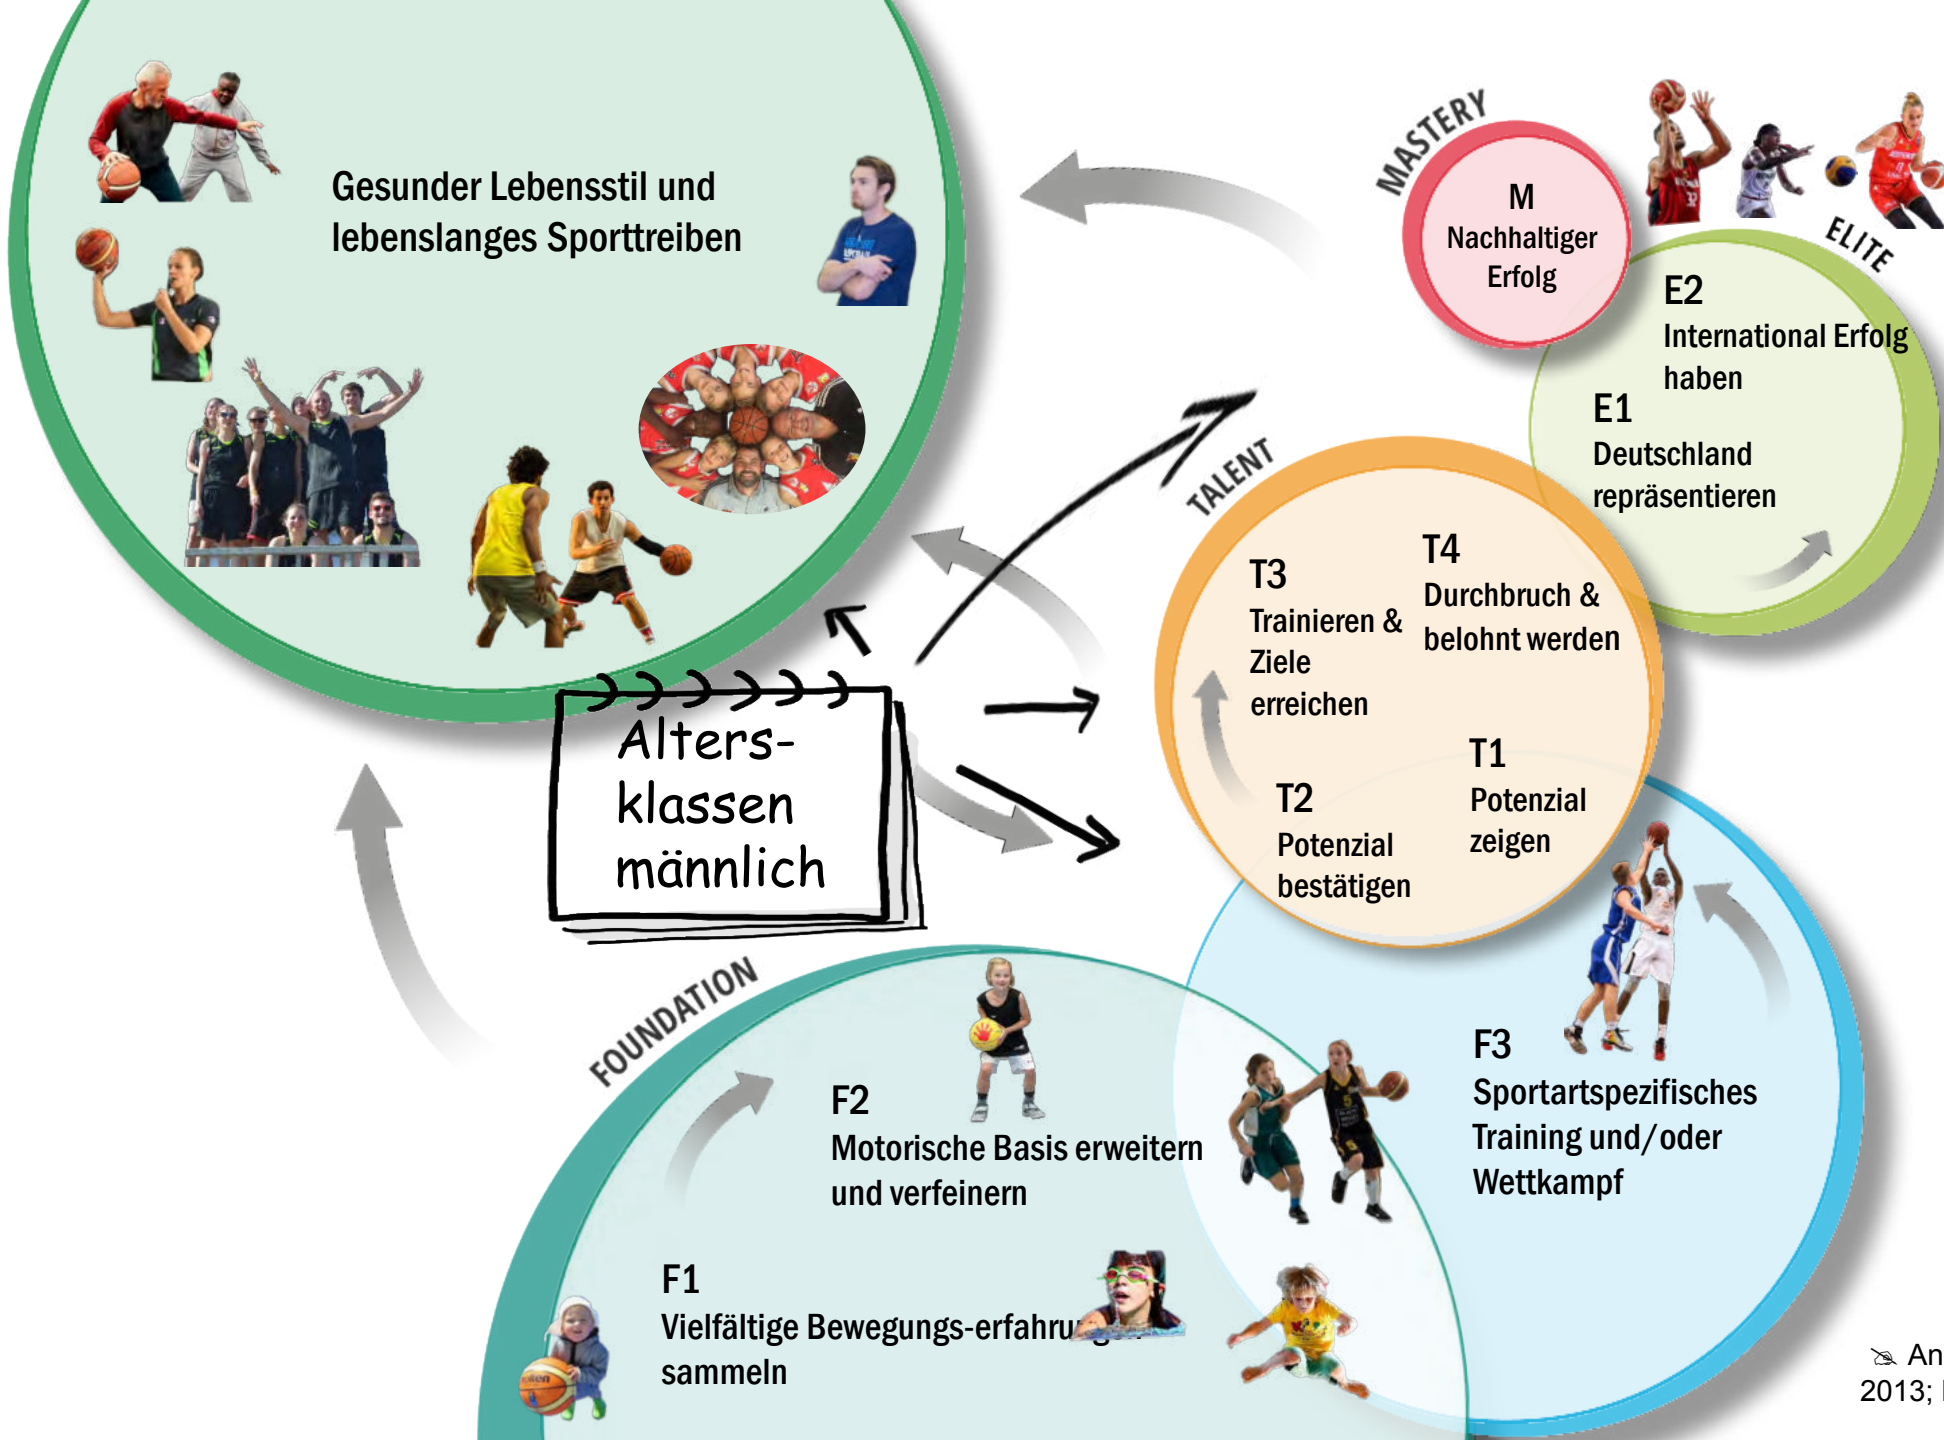 Gesunder Lebensstil und
lebenslanges Sporttreiben
MASTERY
M
Nachhaltiger
Erfolg
ELITE
E2
International Erfolg
haben
E1
Deutschland
repräsentieren
TALENT
T3
Trainieren &
Ziele
erreichen
T4
Durchbruch &
belohnt werden
T1
Potenzial
zeigen
T2
Potenzial
bestätigen
Alters-
klassen
männlich
FOUNDATION
F2
Motorische Basis erweitern
und verfeinern
F3
Sportartspezifisches
Training und/oder
Wettkampf
F1
Vielfältige Bewegungs-erfahrungen
sammeln
An
2013;